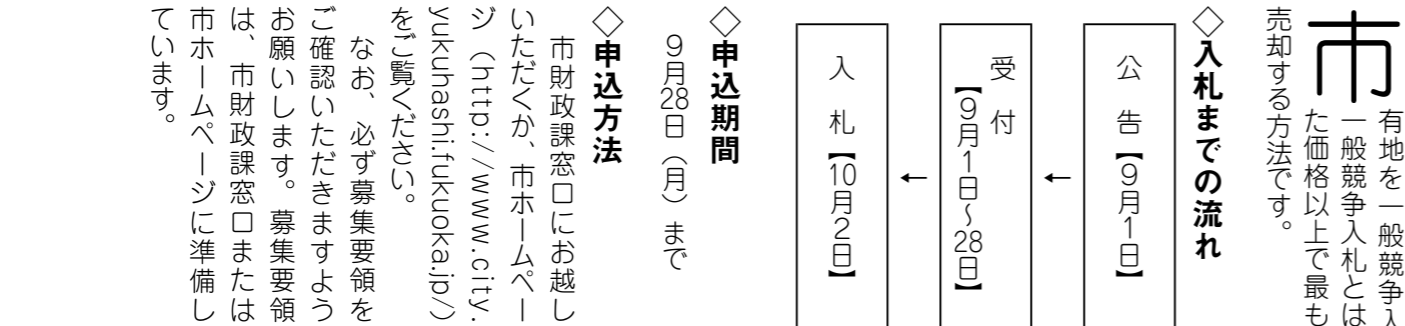 市
有地を一般競争入
一般競争入札とは
た価格以上で最も
売却する方法です。
◇入札までの流れ
公告【9月1日】
←
受付
【9月1日~28日】
←
入札【10月2日】
◇申込期間
9月28日（月）まで
◇申込方法
市財政課窓口にお越し
いただくか、市ホームペー
ジ（http://www.city.
yukuhashi.fukuoka.jp/）
をご覧ください。
なお、必ず募集要領を
ご確認いただきますよう
お願いします。募集要領
は、市財政課窓口または
市ホームページに準備し
ています。